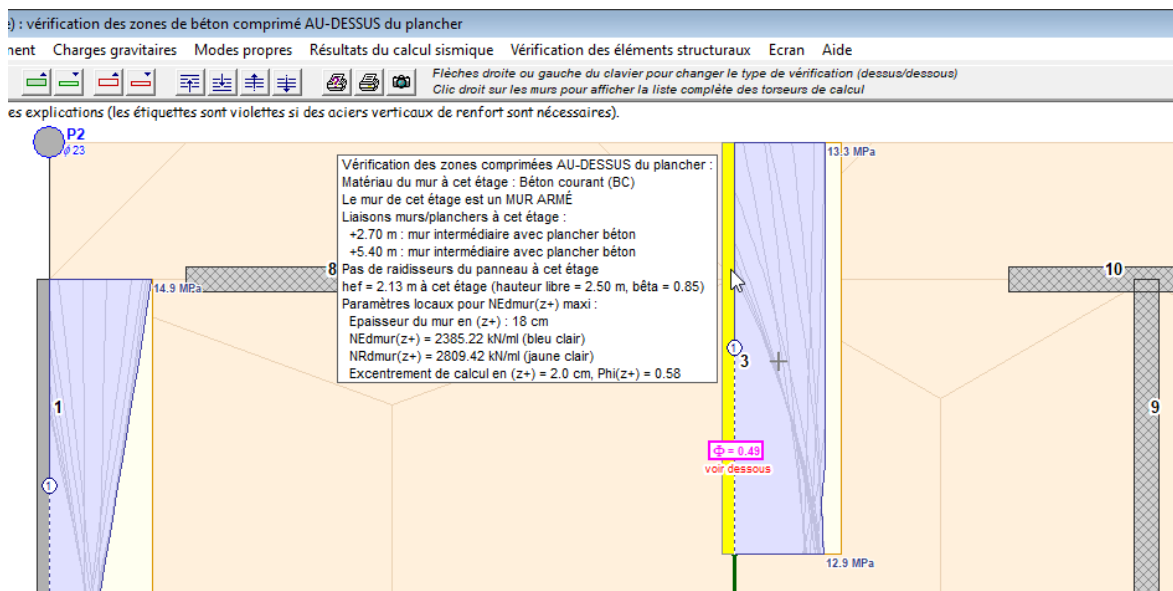 e) : vérification des zones de béton comprimé AU-DESSUS du plancher
nent Charges gravitaires Modes propres Résultats du calcul sismique Vérification des éléments structuraux Ecran Aide
Flèches droite ou gauche du clavier pour changer le type de vérification (dessus/dessous)
Clic droit sur les murs pour afficher la liste complète des torseurs de calcul
es explications (les étiquettes sont violettes si des aciers verticaux de renfort sont nécessaires).
P2
ø 23
13.3 MPa
Vérification des zones comprimées AU-DESSUS du plancher :
Matériau du mur à cet étage : Béton courant (BC)
Le mur de cet étage est un MUR ARMÉ
Liaisons murs/planchers à cet étage :
+2.70 m : mur intermédiaire avec plancher béton
+5.40 m : mur intermédiaire avec plancher béton
Pas de raidisseurs du panneau à cet étage
hef = 2.13 m à cet étage (hauteur libre = 2.50 m, bêta = 0.85)
Paramètres locaux pour NEdmur(z+) maxi :
Epaisseur du mur en (z+) : 18 cm
NEdmur(z+) = 2385.22 kN/ml (bleu clair)
NRdmur(z+) = 2809.42 kN/ml (jaune clair)
Excentrement de calcul en (z+) = 2.0 cm, Phi(z+) = 0.58
8
10
14.9 MPa
1
3
1
9
Φ = 0.49
voir dessous
1
12.9 MPa